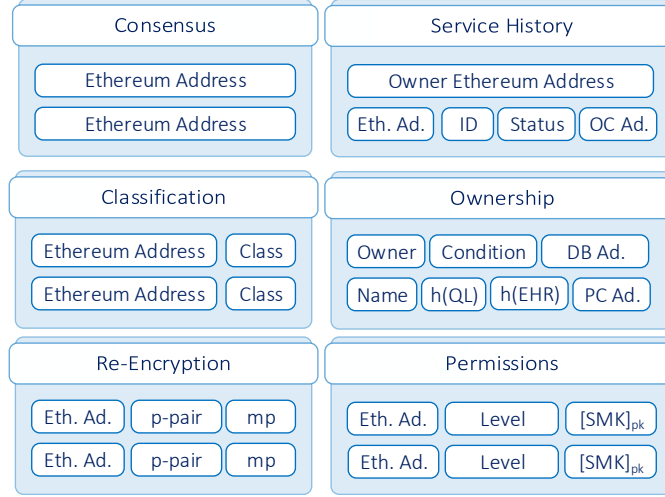 Consensus
Ethereum Address
Ethereum Address
Service History
Owner Ethereum Address
Eth. Ad. ID Status OC Ad.
Classification
Ethereum Address Class
Ethereum Address Class
Ownership
Owner Condition DB Ad.
Name h(QL) h(EHR) PC Ad.
Re-Encryption
Eth. Ad. p-pair mp
Eth. Ad. p-pair mp
Permissions
Eth. Ad. Level [SMK]pk
Eth. Ad. Level [SMK]pk